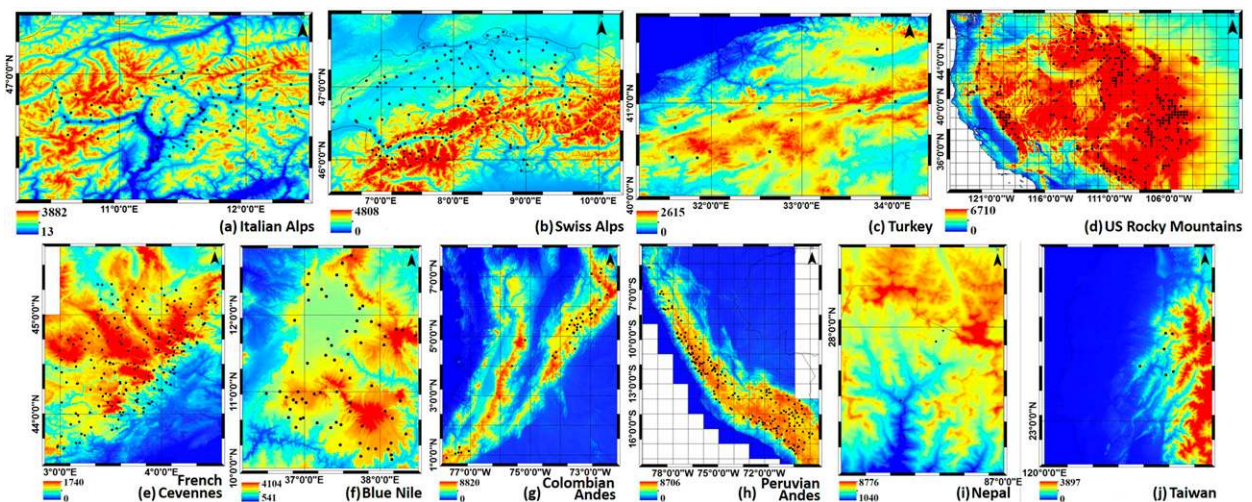 47°0'0"N
11°0'0"E 12°0'0"E
3882
13
(a) Italian Alps
47°0'0"N
46°0'0"N
7°0'0"E 8°0'0"E 9°0'0"E 10°0'0"E
4808
0
(b) Swiss Alps
41°0'0"N
40°0'0"N
32°0'0"E 33°0'0"E 34°0'0"E
2615
0
(c) Turkey
44°0'0"N
40°0'0"N
36°0'0"N
121°0'0"W 116°0'0"W 111°0'0"W 106°0'0"W
6710
0
(d) US Rocky Mountains
45°0'0"N
44°0'0"N
3°0'0"E 4°0'0"E
1740
0
French
(e) Cevennes
12°0'0"N
11°0'0"N
10°0'0"N
37°0'0"E 38°0'0"E
4104
541
(f) Blue Nile
7°0'0"N
5°0'0"N
3°0'0"N
1°0'0"N
77°0'0"W 75°0'0"W 73°0'0"W
8820
0
Colombian
(g) Andes
7°0'0"S
10°0'0"S
13°0'0"S
16°0'0"S
78°0'0"W 75°0'0"W 72°0'0"W
8706
0
Peruvian
(h) Andes
28°0'0"N
87°0'0"E
8776
1040
(i) Nepal
23°0'0"N
120°0'0"E
3897
0
(j) Taiwan